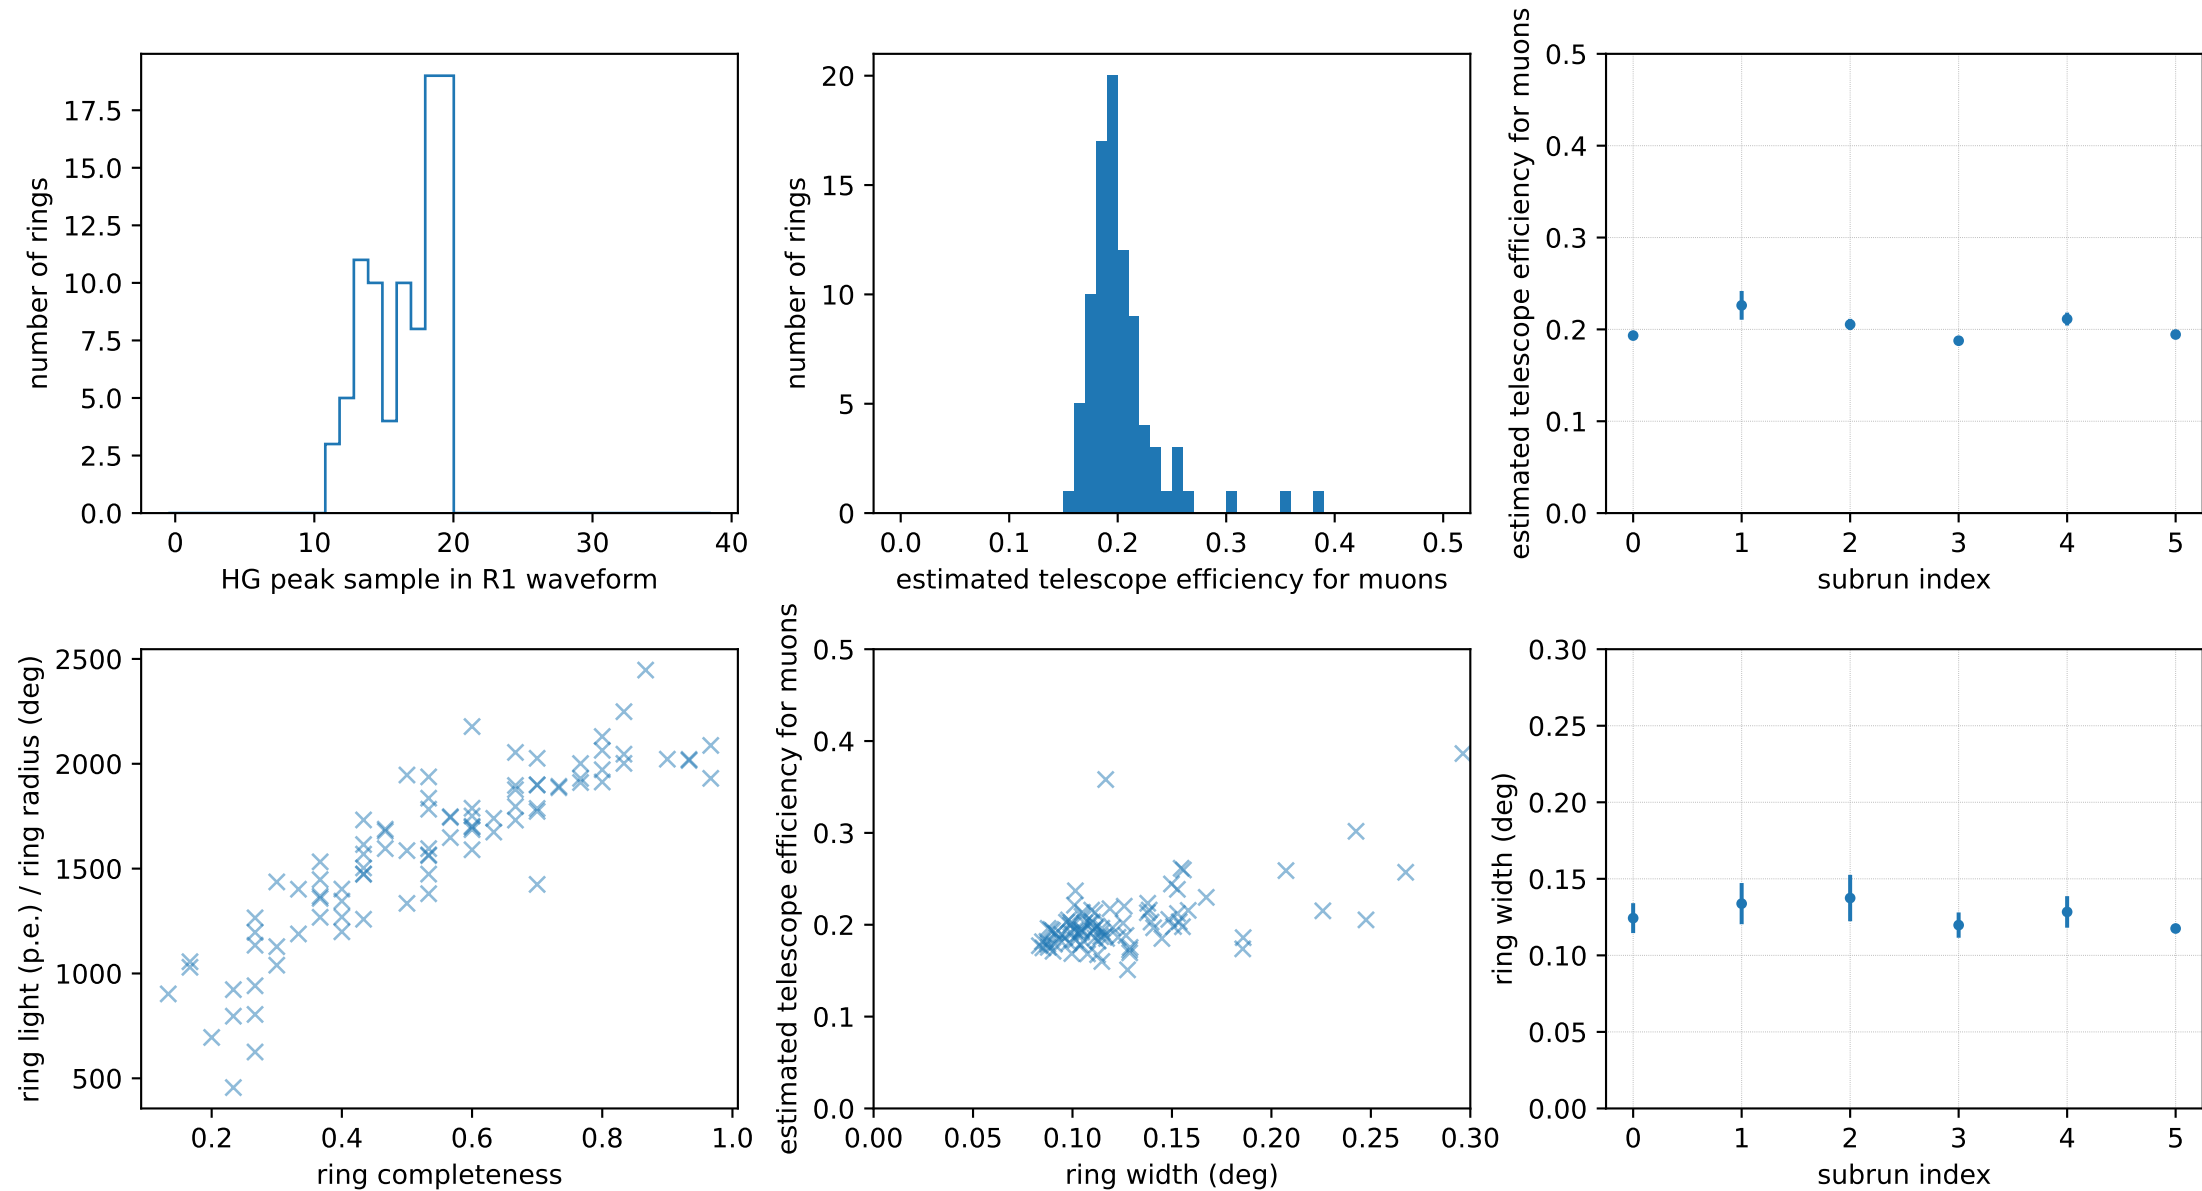 number of rings
17.5
15.0
12.5
10.0
7.5
5.0
2.5
0.0
0 10 20 30 40
HG peak sample in R1 waveform
number of rings
20
15
10
5
0
0.0 0.1 0.2 0.3 0.4 0.5
estimated telescope efficiency for muons
estimated telescope efficiency for muons
0.5
0.4
0.3
0.2
0.1
0.0
0 1 2 3 4 5
subrun index
ring light (p.e.) / ring radius (deg)
2500
2000
1500
1000
500
0.2 0.4 0.6 0.8 1.0
ring completeness
estimated telescope efficiency for muons
0.5
0.4
0.3
0.2
0.1
0.0
0.00 0.05 0.10 0.15 0.20 0.25 0.30
ring width (deg)
ring width (deg)
0.30
0.25
0.20
0.15
0.10
0.05
0.00
0 1 2 3 4 5
subrun index